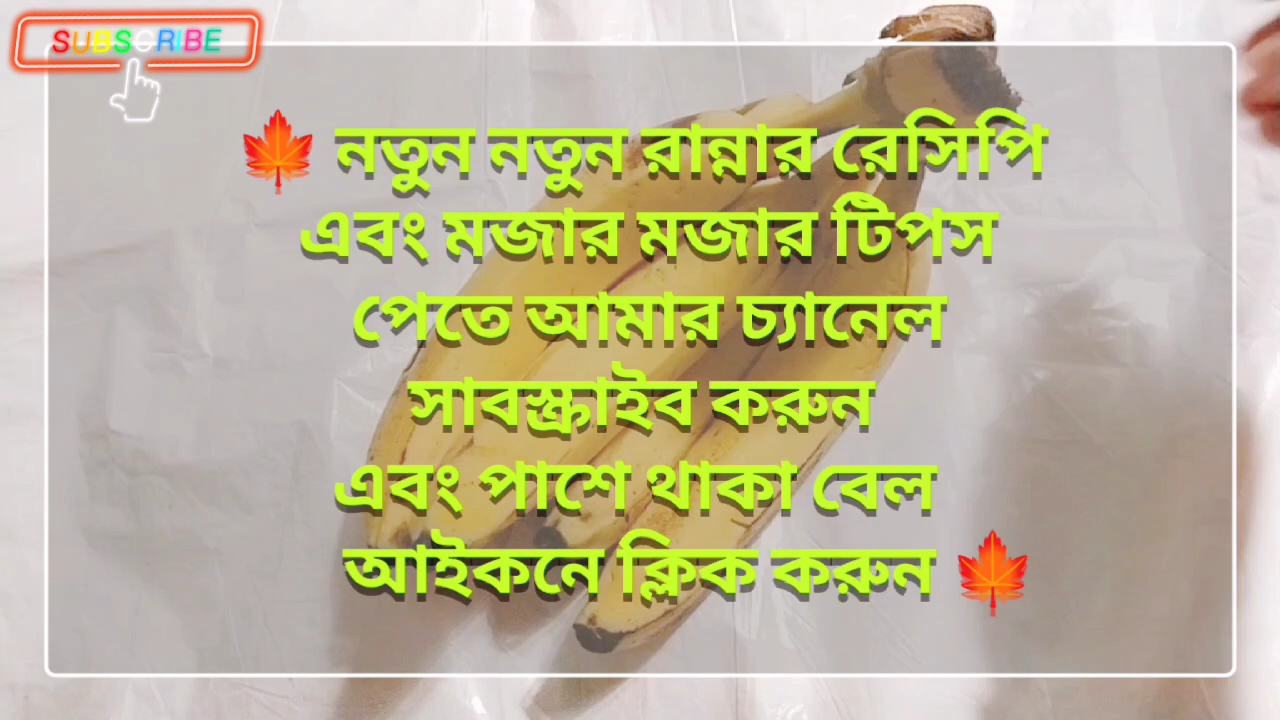 SUBSCRIBE
🍁 নতুন নতুন রান্নার রেসিপি
এবং মজার মজার টিপস
পেতে আমার চ্যানেল
সাবস্ক্রাইব করুন
এবং পাশে থাকা বেল
আইকনে ক্লিক করুন 🍁